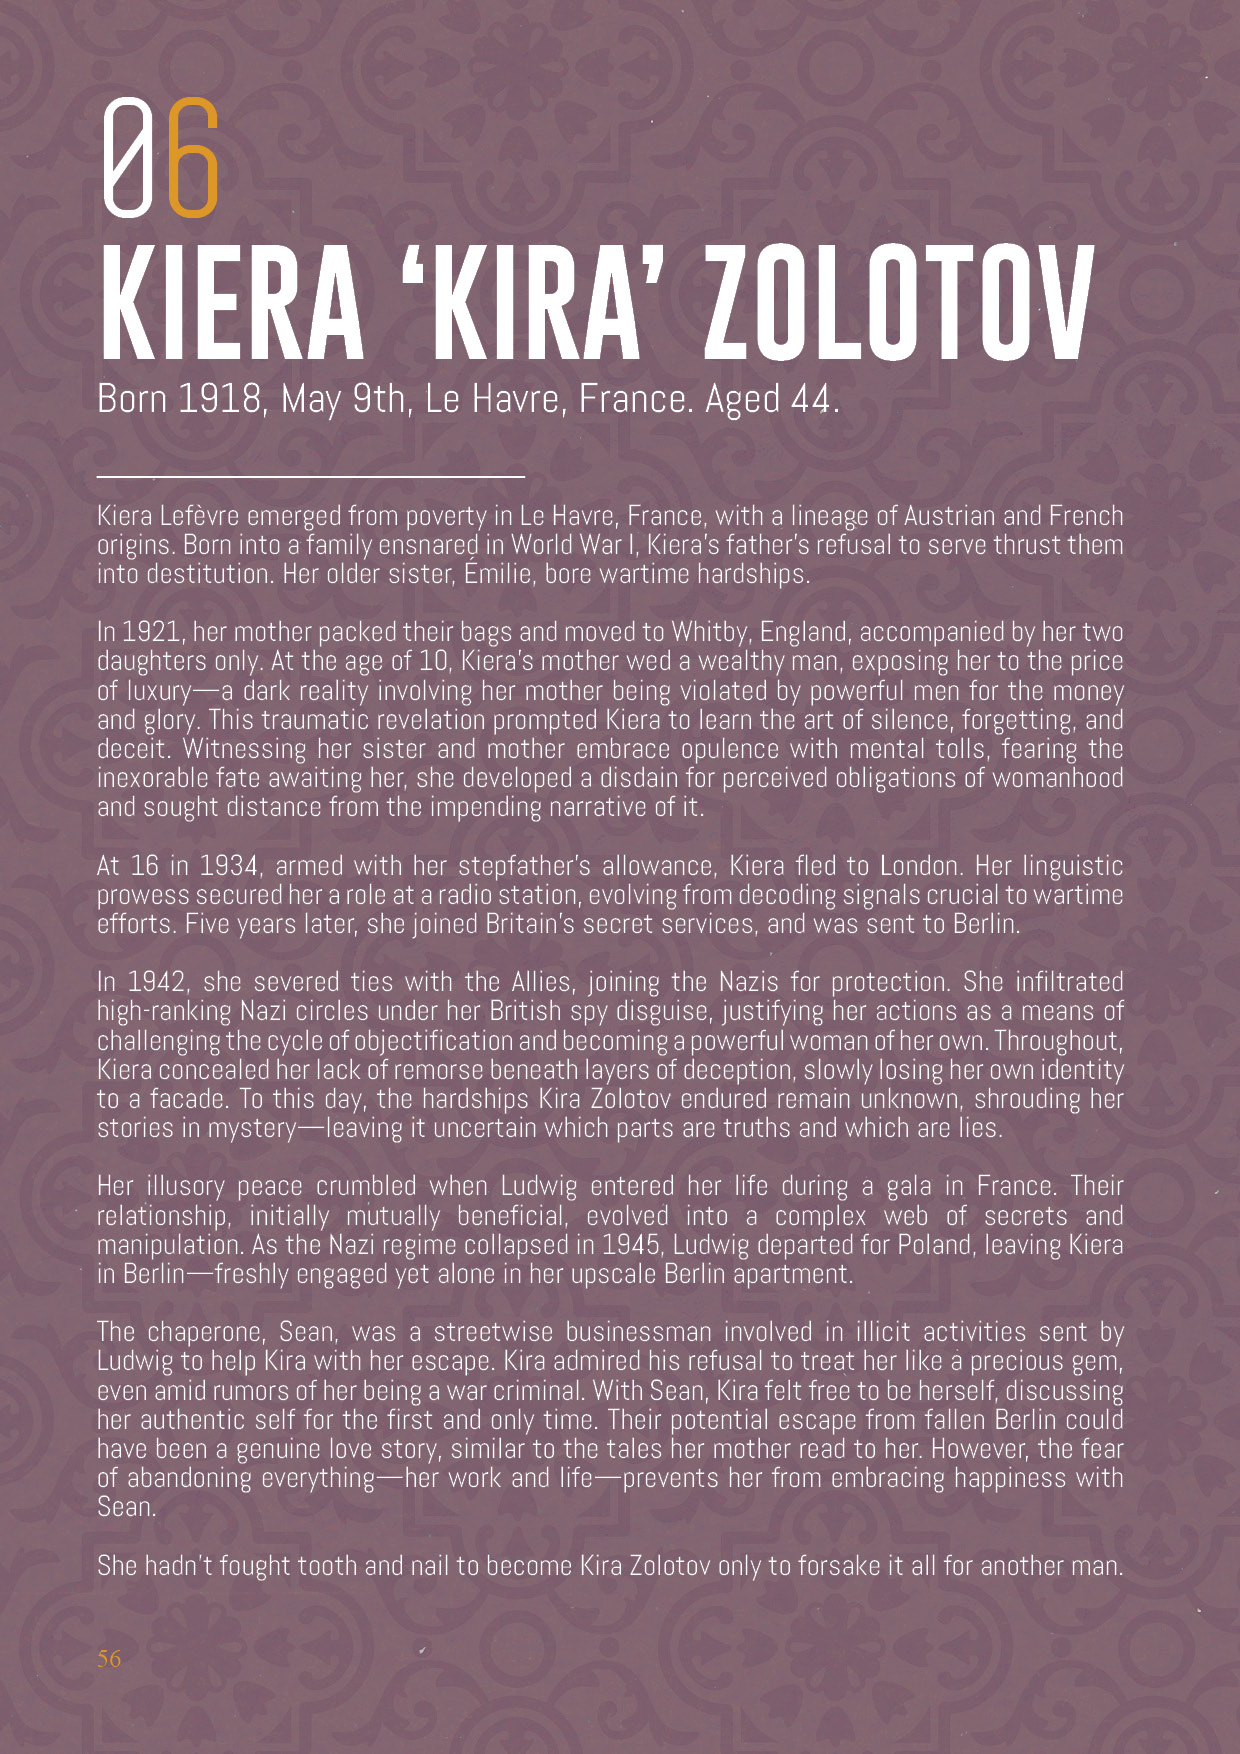 06
KIERA ‘KIRA’ ZOLOTOV
Born 1918, May 9th, Le Havre, France. Aged 44.
Kiera Lefèvre emerged from poverty in Le Havre, France, with a lineage of Austrian and French
origins. Born into a family ensnared in World War I, Kiera’s father’s refusal to serve thrust them
into destitution. Her older sister, Émilie, bore wartime hardships.
In 1921, her mother packed their bags and moved to Whitby, England, accompanied by her two
daughters only. At the age of 10, Kiera’s mother wed a wealthy man, exposing her to the price
of luxury—a dark reality involving her mother being violated by powerful men for the money
and glory. This traumatic revelation prompted Kiera to learn the art of silence, forgetting, and
deceit. Witnessing her sister and mother embrace opulence with mental tolls, fearing the
inexorable fate awaiting her, she developed a disdain for perceived obligations of womanhood
and sought distance from the impending narrative of it.
At 16 in 1934, armed with her stepfather’s allowance, Kiera fled to London. Her linguistic
prowess secured her a role at a radio station, evolving from decoding signals crucial to wartime
efforts. Five years later, she joined Britain’s secret services, and was sent to Berlin.
In 1942, she severed ties with the Allies, joining the Nazis for protection. She infiltrated
high-ranking Nazi circles under her British spy disguise, justifying her actions as a means of
challenging the cycle of objectification and becoming a powerful woman of her own. Throughout,
Kiera concealed her lack of remorse beneath layers of deception, slowly losing her own identity
to a facade. To this day, the hardships Kira Zolotov endured remain unknown, shrouding her
stories in mystery—leaving it uncertain which parts are truths and which are lies.
Her illusory peace crumbled when Ludwig entered her life during a gala in France. Their
relationship, initially mutually beneficial, evolved into a complex web of secrets and
manipulation. As the Nazi regime collapsed in 1945, Ludwig departed for Poland, leaving Kiera
in Berlin—freshly engaged yet alone in her upscale Berlin apartment.
The chaperone, Sean, was a streetwise businessman involved in illicit activities sent by
Ludwig to help Kira with her escape. Kira admired his refusal to treat her like a precious gem,
even amid rumors of her being a war criminal. With Sean, Kira felt free to be herself, discussing
her authentic self for the first and only time. Their potential escape from fallen Berlin could
have been a genuine love story, similar to the tales her mother read to her. However, the fear
of abandoning everything—her work and life—prevents her from embracing happiness with
Sean.
She hadn’t fought tooth and nail to become Kira Zolotov only to forsake it all for another man.
56